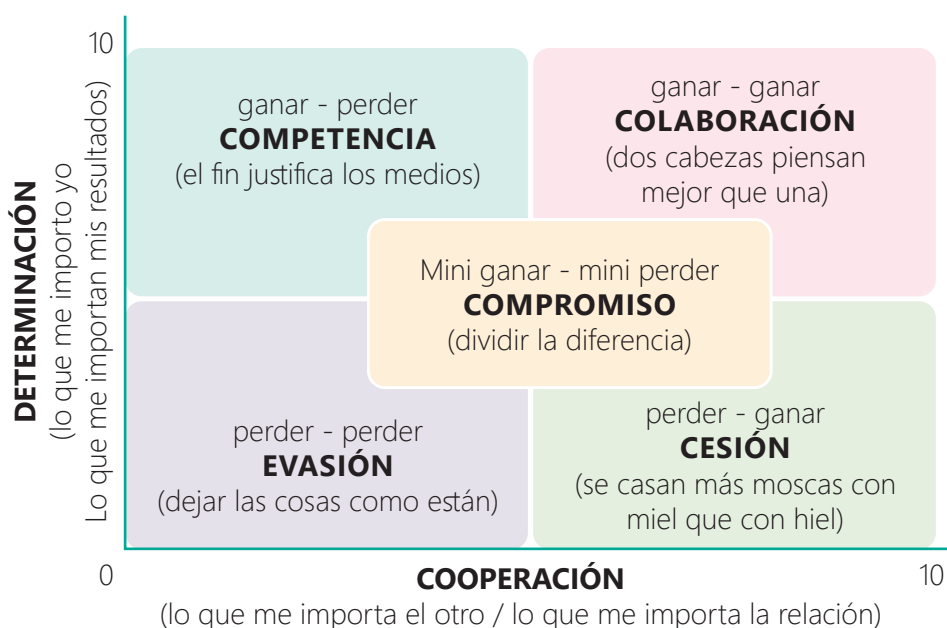 10
DETERMINACIÓN
(lo que me importo yo
Lo que me importan mis resultados)
ganar - perder
COMPETENCIA
(el fin justifica los medios)
ganar - ganar
COLABORACIÓN
(dos cabezas piensan
mejor que una)
Mini ganar - mini perder
COMPROMISO
(dividir la diferencia)
perder - perder
EVASIÓN
(dejar las cosas como están)
perder - ganar
CESIÓN
(se casan más moscas con
miel que con hiel)
0
COOPERACIÓN
10
(lo que me importa el otro / lo que me importa la relación)